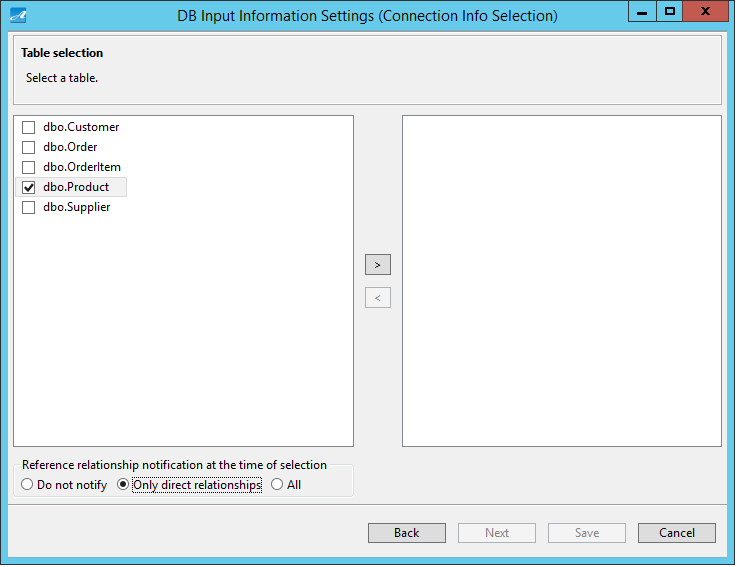 DB Input Information Settings (Connection Info Selection)
Table selection
Select a table.
dbo.Customer
dbo.Order
dbo.OrderItem
dbo.Product
dbo.Supplier
>
<
Reference relationship notification at the time of selection
Do not notify Only direct relationships All
Back Next Save Cancel